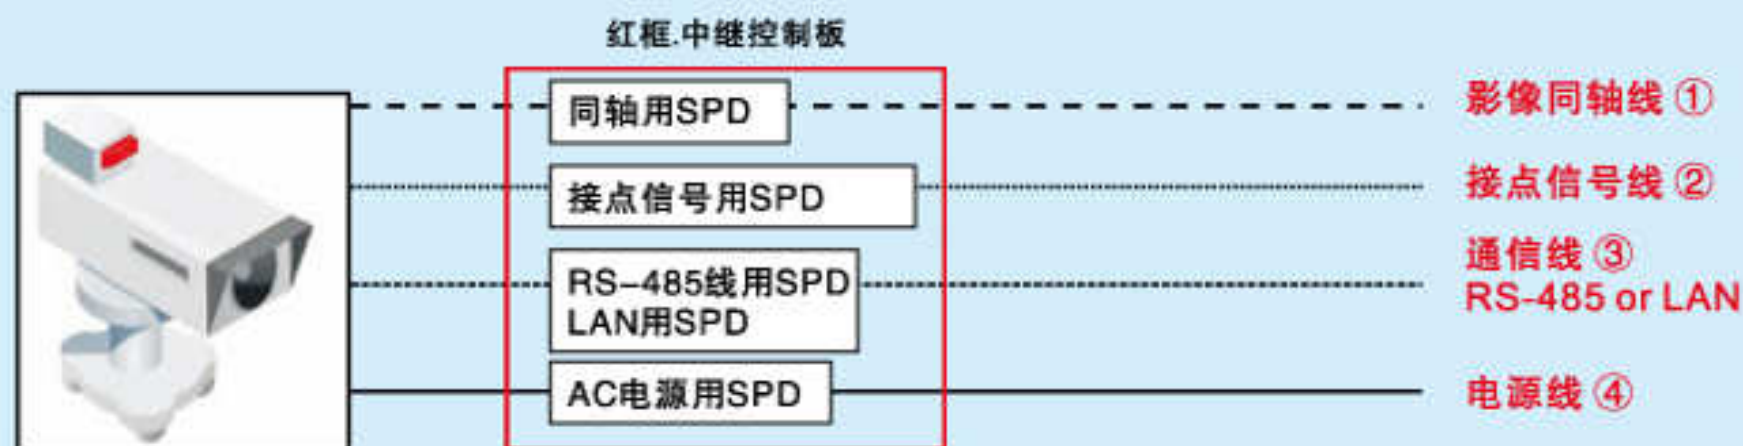 红框.中继控制板
同轴用SPD
影像同轴线 ①
接点信号用SPD
接点信号线 ②
RS-485线用SPD
LAN用SPD
通信线 ③
RS-485 or LAN
AC电源用SPD
电源线 ④